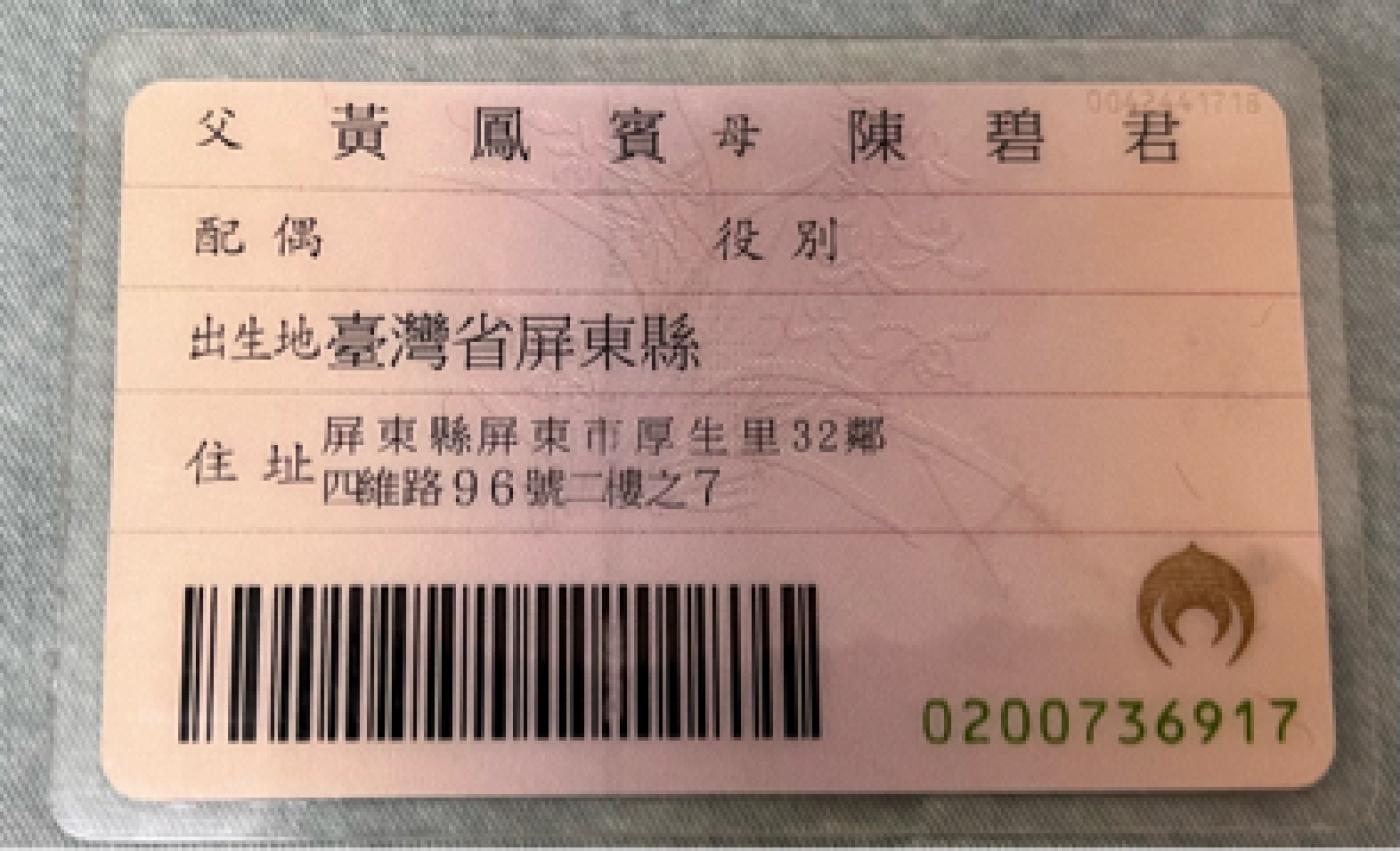 0042441718
父 黃鳳賓 母 陳碧君
配偶 役別
出生地 臺灣省屏東縣
住址 屏東縣屏東市厚生里32鄰
四維路96號二樓之7
0200736917